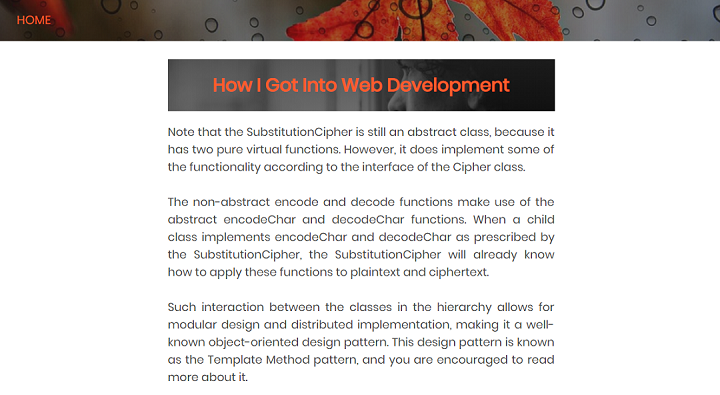 HOME
How I Got Into Web Development
Note that the SubstitutionCipher is still an abstract class, because it
has two pure virtual functions. However, it does implement some of
the functionality according to the interface of the Cipher class.
The non-abstract encode and decode functions make use of the
abstract encodeChar and decodeChar functions. When a child
class implements encodeChar and decodeChar as prescribed by
the SubstitutionCipher, the SubstitutionCipher will already know
how to apply these functions to plaintext and ciphertext.
Such interaction between the classes in the hierarchy allows for
modular design and distributed implementation, making it a well-
known object-oriented design pattern. This design pattern is known
as the Template Method pattern, and you are encouraged to read
more about it.